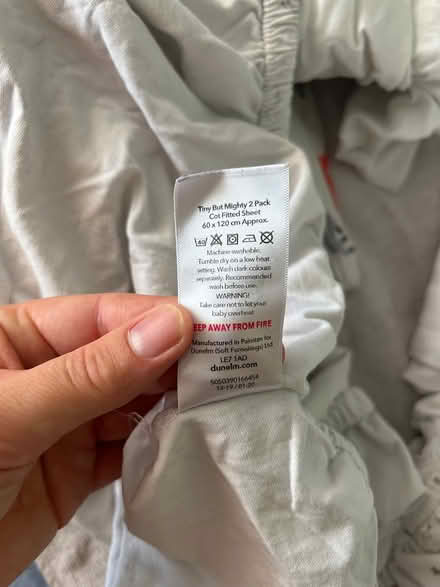 Tiny But Mighty 2 Pack
Cot Fitted Sheet
60 x 120 cm Approx.
Machine washable.
Tumble dry on a low heat
setting. Wash dark colours
separately. Recommended
wash before use.
WARNING!
Take care not to let your
baby overheat
EEP AWAY FROM FIRE
Manufactured in Pakistan for
Dunelm (Soft Furnishings) Ltd
LE7 1AD
dunelm.com
5050390166454